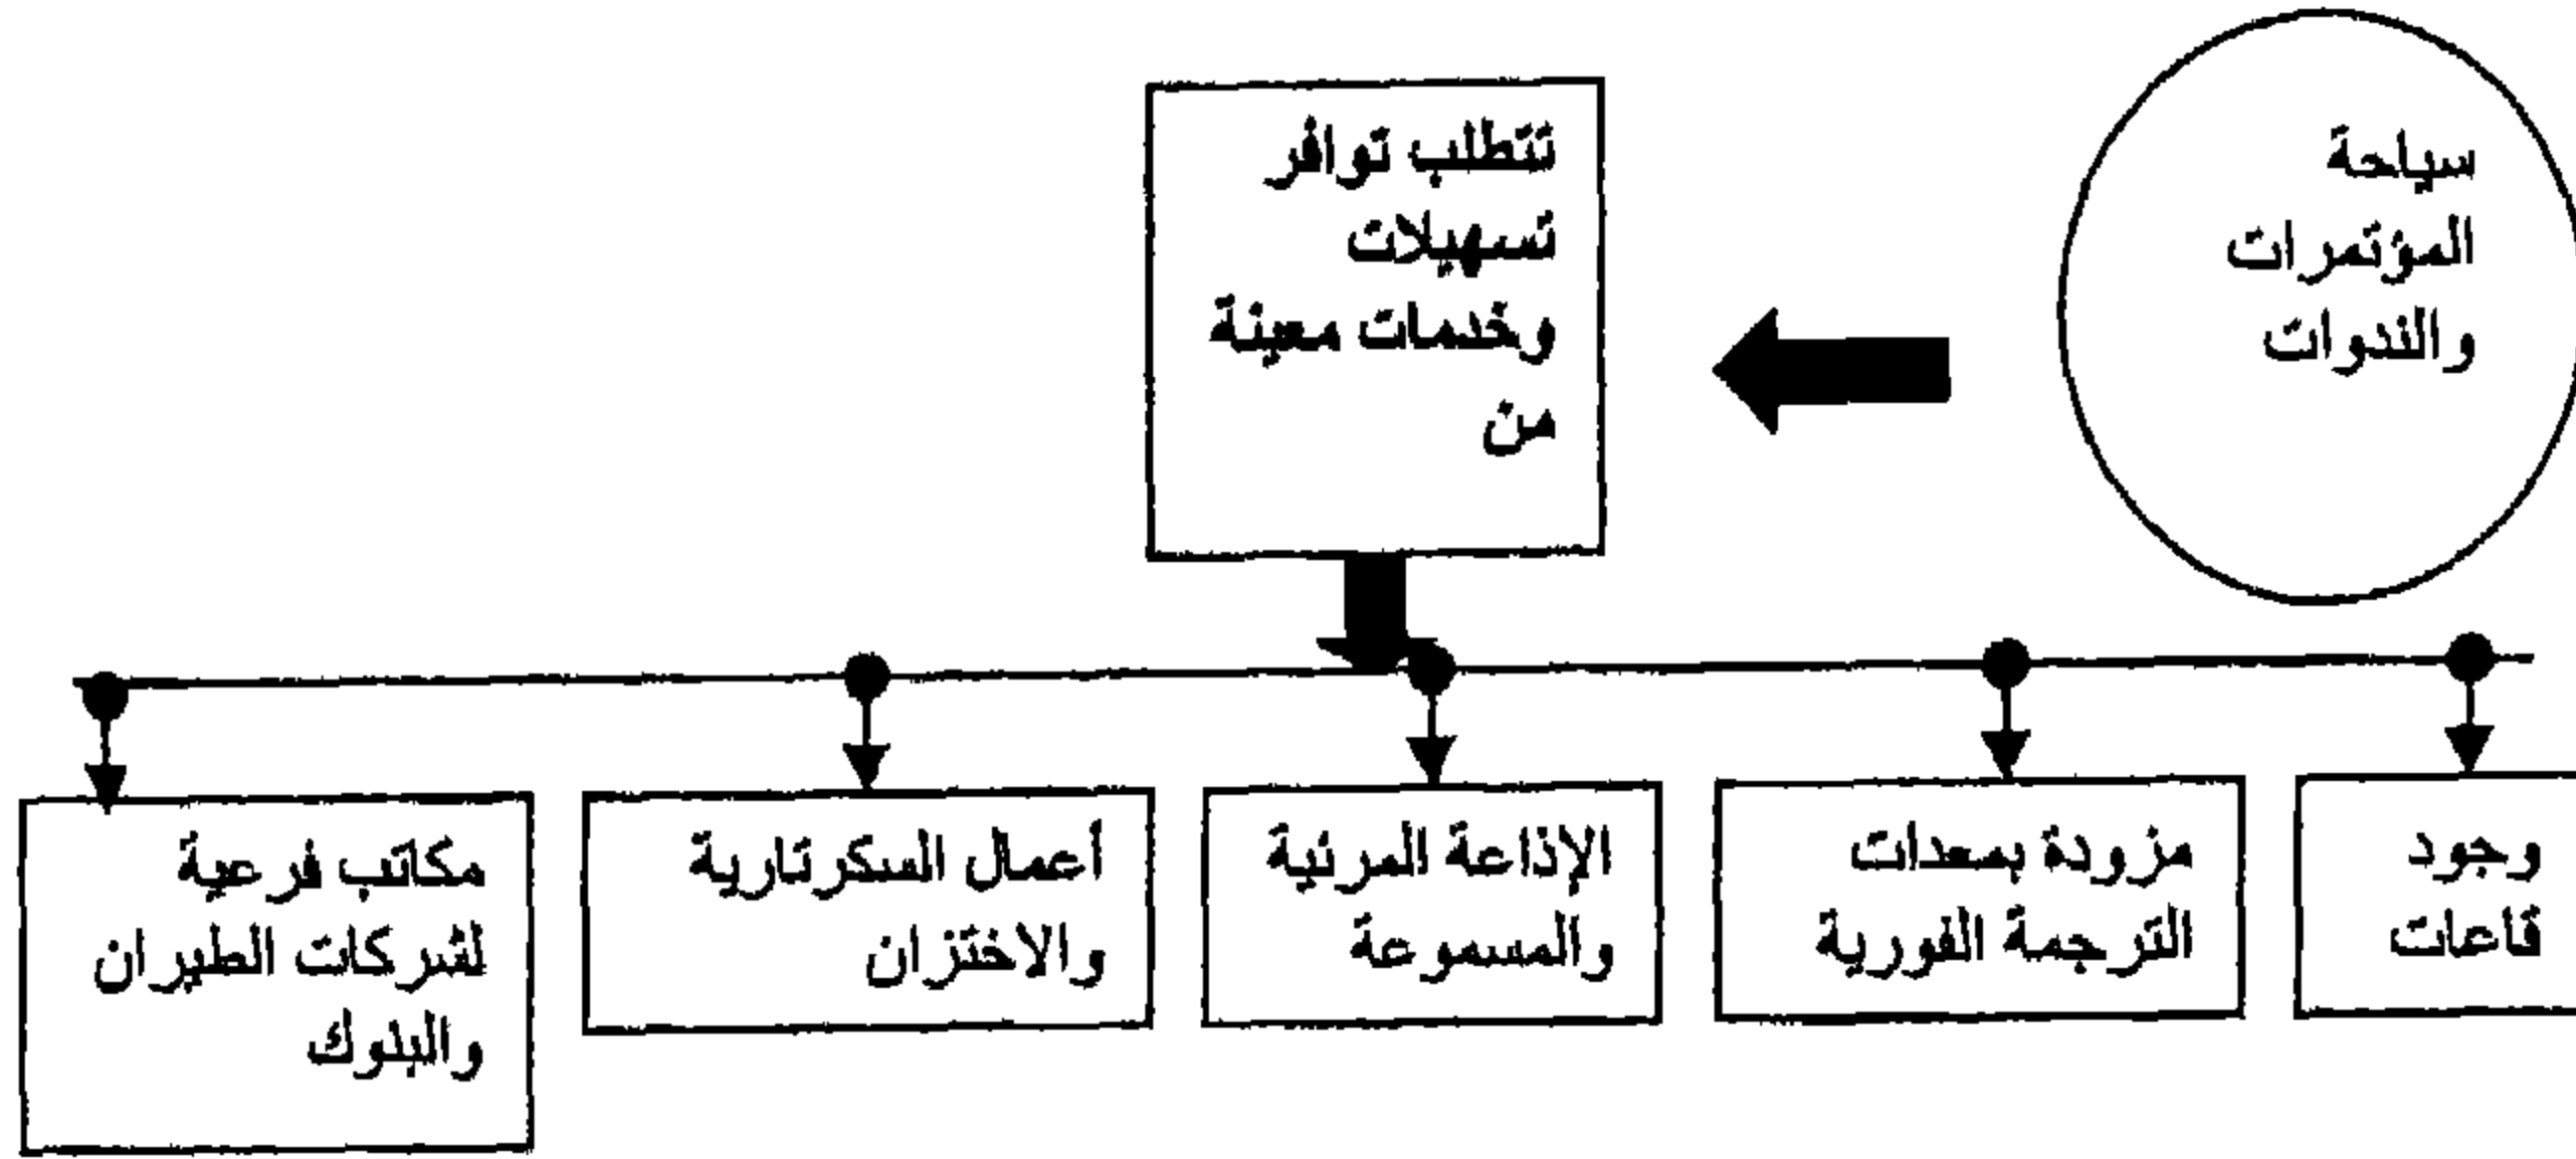 سياحة
المؤتمرات
والندوات
تتطلب توافر
تسهيلات
وخدمات معينة
من
وجود
قاعات
مزودة بمعدات
الترجمة الفورية
الإذاعة المرئية
والمسموعة
أعمال السكرتارية
والاختزان
مكاتب فرعية
لشركات الطيران
والبنوك